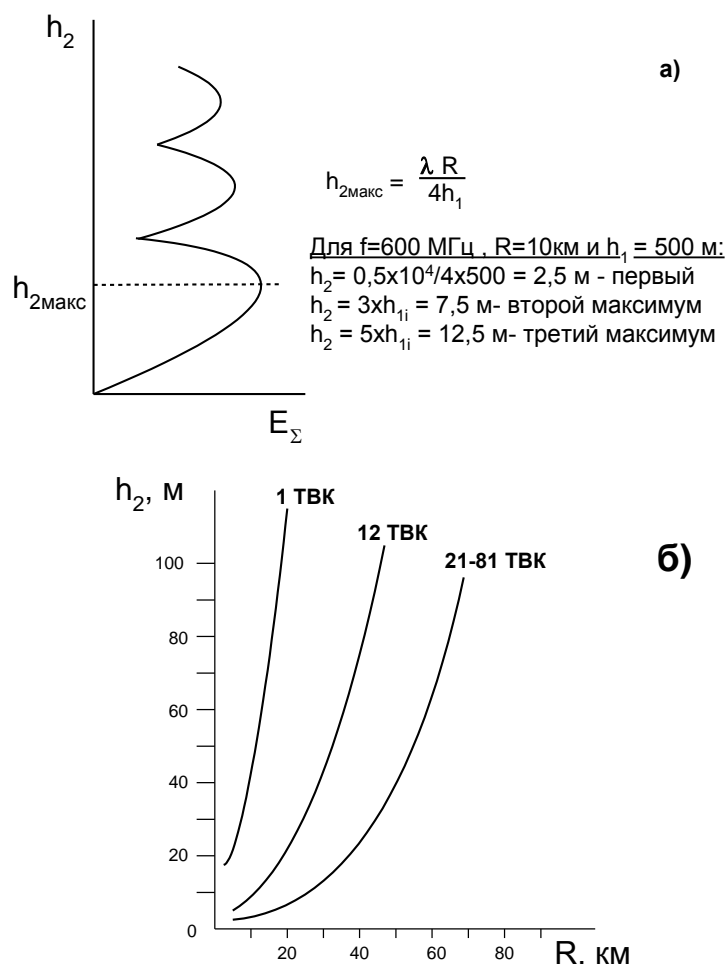 h₂
а)
h₂макс = λ R / 4h₁
Для f=600 МГц , R=10км и h₁ = 500 м:
h₂= 0,5x10⁴/4x500 = 2,5 м - первый
h₂макс
h₂ = 3xh₁ᵢ = 7,5 м- второй максимум
h₂ = 5xh₁ᵢ = 12,5 м- третий максимум
E_Σ
h₂, м
1 ТВК
12 ТВК
21-81 ТВК
б)
100
80
60
40
20
0
20 40 60 80 R, км